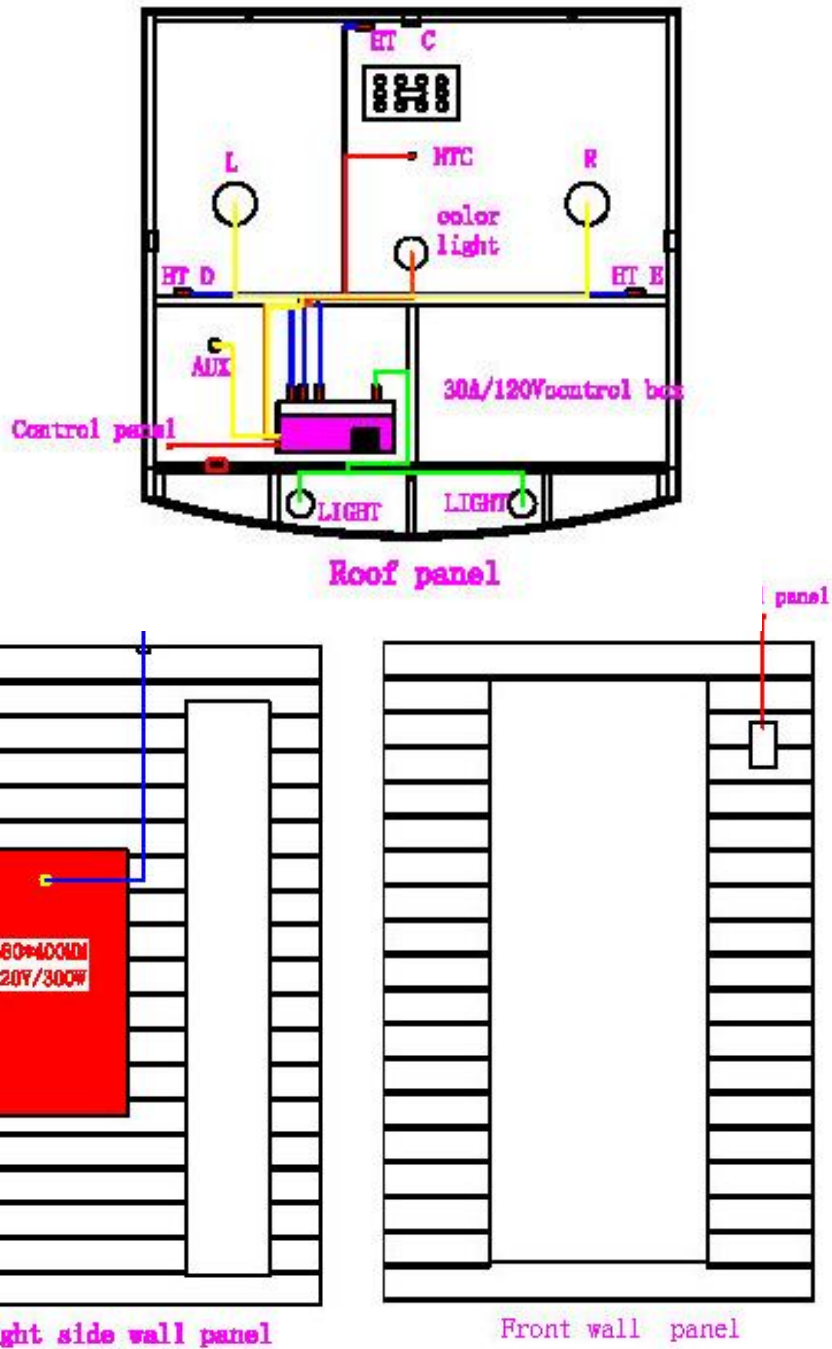 HT C
NTC
L
R
color
light
HT D
HT E
AUX
30A/120Vcontrol box
Control panel
LIGHT
LIGHT
Roof panel
l panel
80*400MM
20V/300W
ght side wall panel
Front wall panel